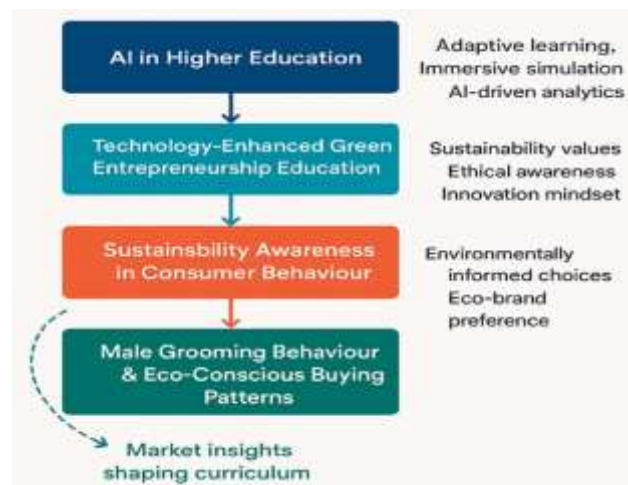 AI in Higher Education
Adaptive learning,
Immersive simulation
AI-driven analytics
Technology-Enhanced Green
Entrepreneurship Education
Sustainability values
Ethical awareness
Innovation mindset
Sustainsbility Awareness
in Consumer Behaviour
Environmentally
informed choices
Eco-brand
preference
Male Grooming Behaviour
& Eco-Conscious Buying
Patterns
Market insights
shaping curriculum